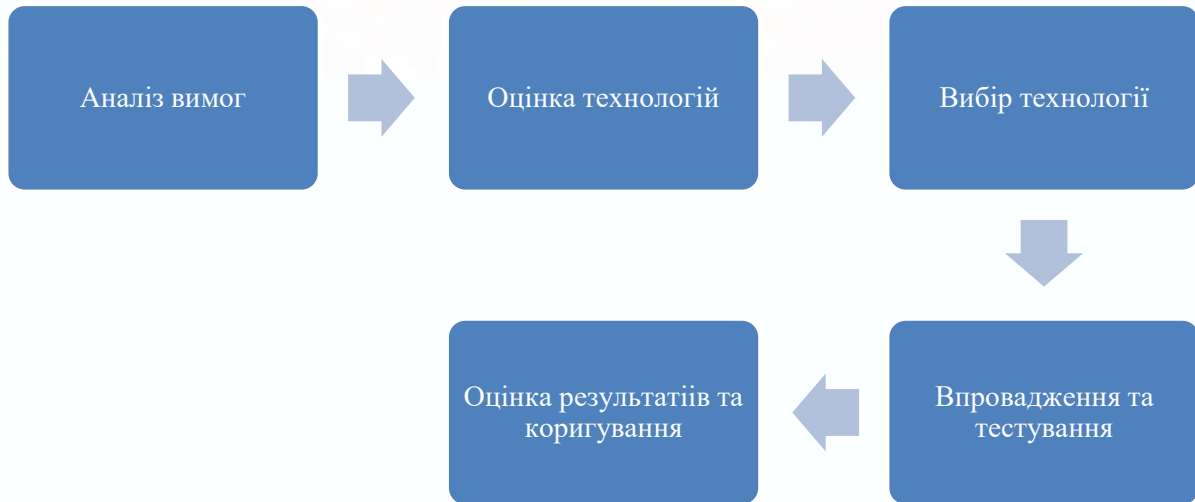 Аналіз вимог
Оцінка технологій
Вибір технології
Впровадження та
тестування
Оцінка результатіів та
коригування